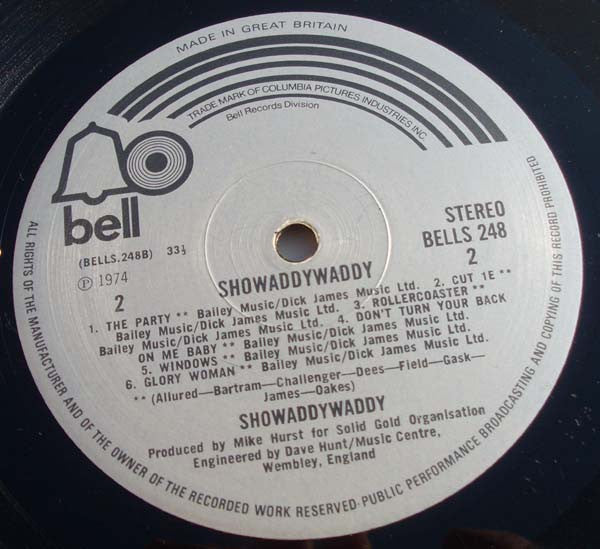 MADE IN GREAT BRITAIN
TRADE MARK OF COLUMBIA PICTURES INDUSTRIES INC.
Bell Records Division
bell
(BELLS.248B) 33⅓
℗ 1974
STEREO
BELLS 248
2
2
SHOWADDYWADDY
1. THE PARTY ** Bailey Music/Dick James Music Ltd. 2. CUT 1E **
Bailey Music/Dick James Music Ltd. 3. ROLLERCOASTER **
Bailey Music/Dick James Music Ltd. 4. DON'T TURN YOUR BACK
ON ME BABY ** Bailey Music/Dick James Music Ltd.
5. WINDOWS ** Bailey Music/Dick James Music Ltd.
6. GLORY WOMAN ** Bailey Music/Dick James Music Ltd.
** (Allured—Bartram—Challenger—Dees—Field—Gask—
James—Oakes)
SHOWADDYWADDY
Produced by Mike Hurst for Solid Gold Organisation
Engineered by Dave Hunt/Music Centre,
Wembley, England
ALL RIGHTS OF THE MANUFACTURER AND OF THE OWNER OF THE RECORDED WORK RESERVED·PUBLIC PERFORMANCE BROADCASTING AND COPYING OF THIS RECORD PROHIBITED